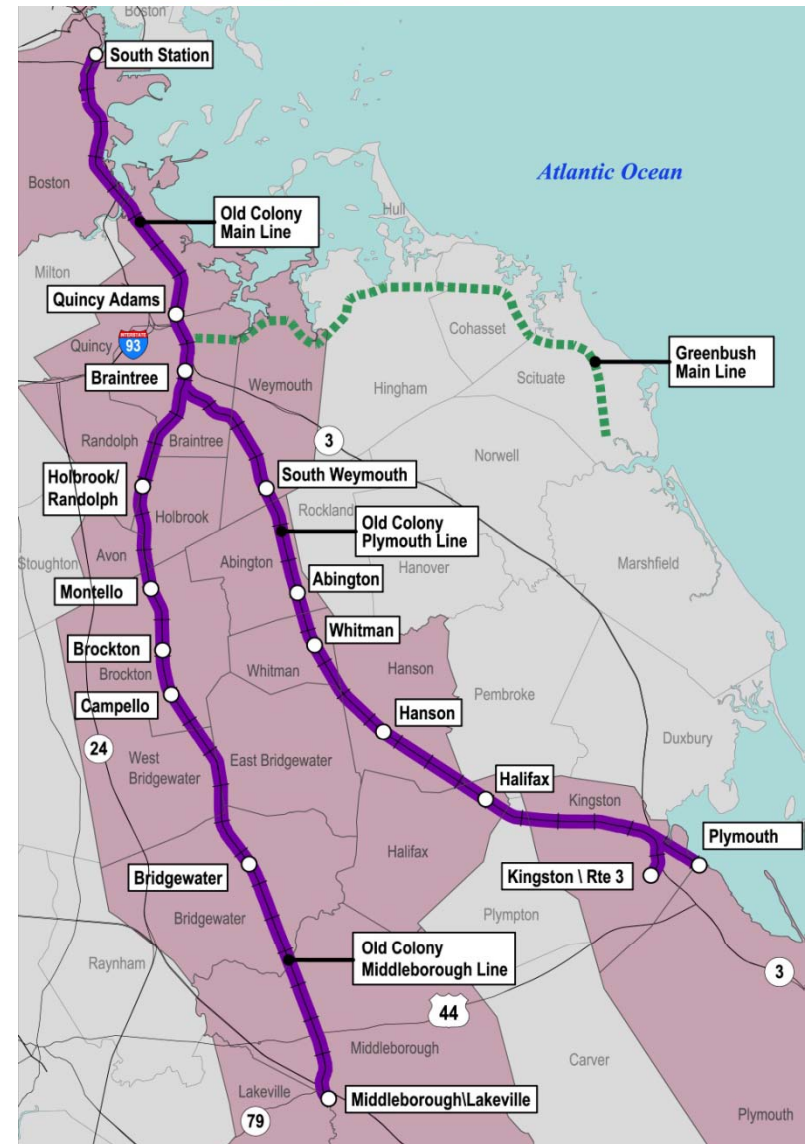 Boston
South Station
Boston
Atlantic Ocean
Old Colony
Main Line
Hull
Milton
Quincy Adams
Cohasset
Quincy
INTERSTATE
93
Greenbush
Main Line
Braintree
Weymouth
Hingham
Scituate
Randolph
Braintree
3
Norwell
Holbrook/
Randolph
South Weymouth
Rockland
Holbrook
Old Colony
Plymouth Line
Stoughton
Avon
Abington
Hanover
Marshfield
Montello
Abington
Brockton
Whitman
Brockton
Whitman
Hanson
Campello
Pembroke
Hanson
24
West
Bridgewater
East Bridgewater
Duxbury
Halifax
Kingston
Plymouth
Bridgewater
Halifax
Kingston \ Rte 3
Bridgewater
Plympton
Old Colony
Middleborough Line
Raynham
3
44
Middleborough
Carver
Lakeville
Middleborough\Lakeville
79
Plymouth